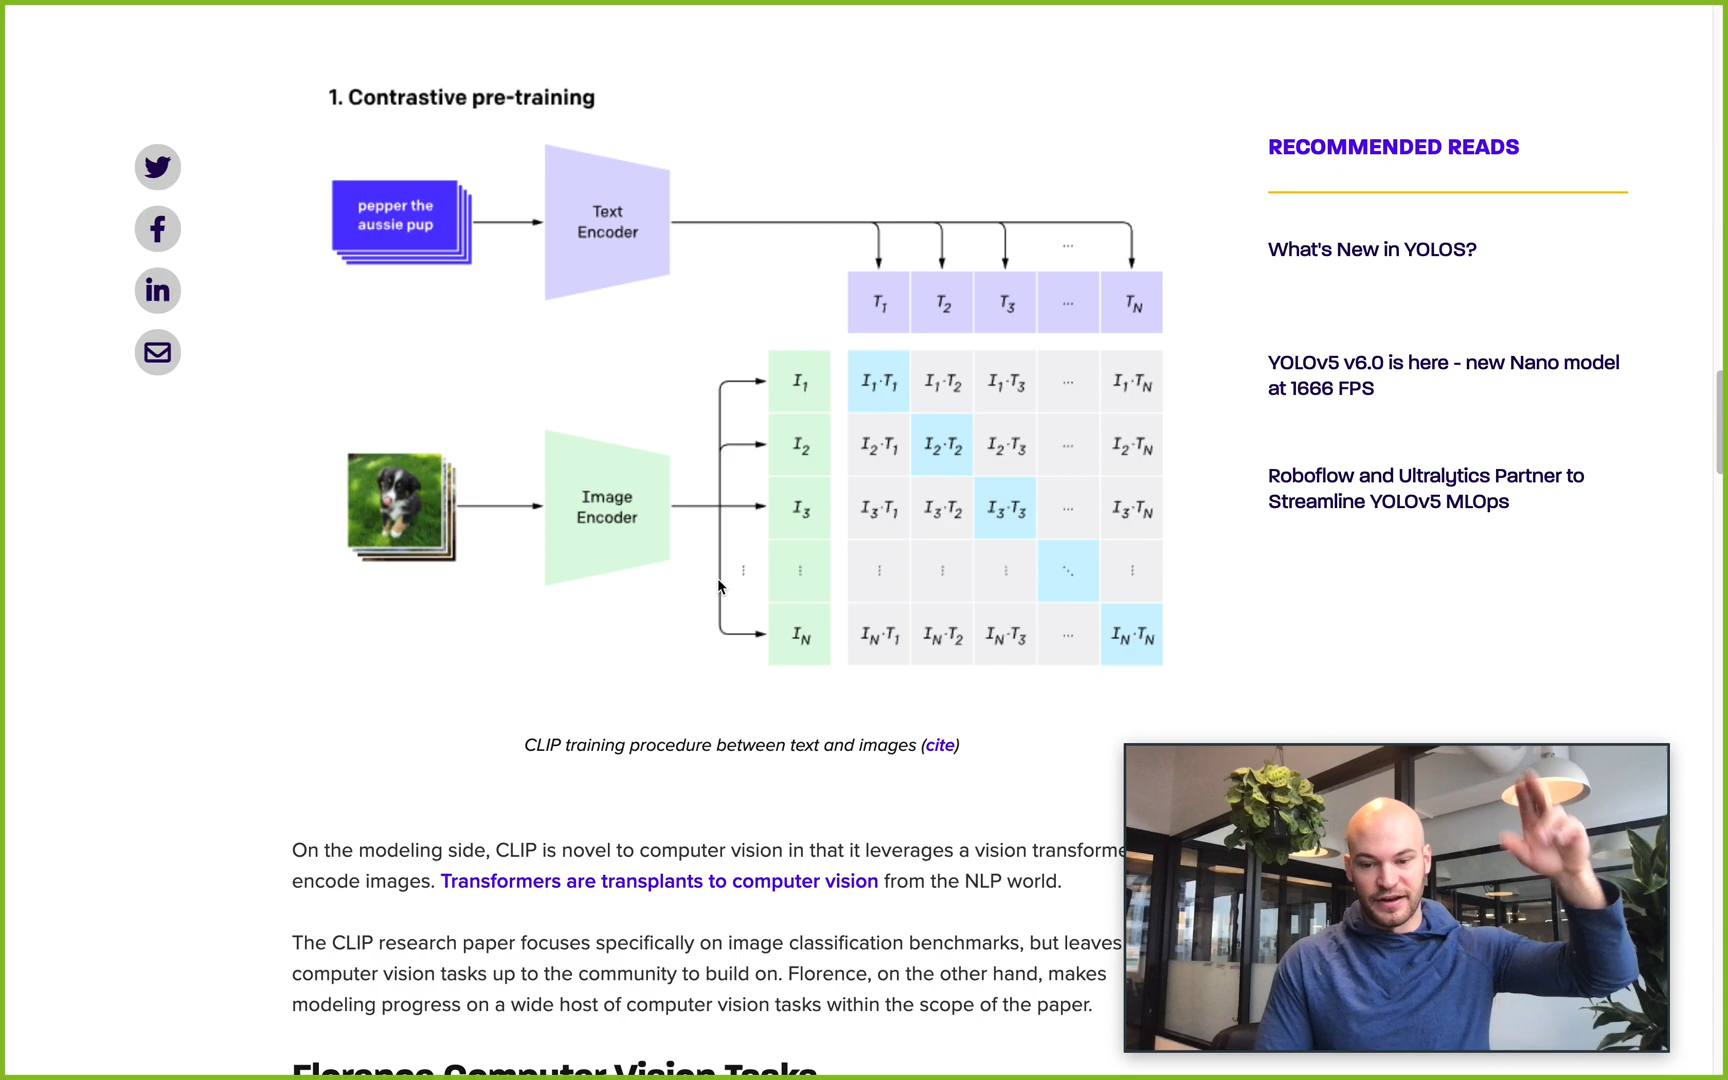 1. Contrastive pre-training
pepper the
aussie pup
Text
Encoder
...
T1 T2 T3 ... TN
I1 I1·T1 I1·T2 I1·T3 ... I1·TN
I2 I2·T1 I2·T2 I2·T3 ... I2·TN
Image
Encoder
I3 I3·T1 I3·T2 I3·T3 ... I3·TN
⋮ ⋮ ⋮ ⋮ ⋮ ⋱ ⋮
IN IN·T1 IN·T2 IN·T3 ... IN·TN
CLIP training procedure between text and images (cite)
On the modeling side, CLIP is novel to computer vision in that it leverages a vision
encode images. Transformers are transplants to computer vision from the NLP world.
The CLIP research paper focuses specifically on image classification benchmarks, but leaves
computer vision tasks up to the community to build on. Florence, on the other hand, makes
modeling progress on a wide host of computer vision tasks within the scope of the paper.
Florence Computer Vision Tasks
RECOMMENDED READS
What's New in YOLOS?
YOLOv5 v6.0 is here - new Nano model
at 1666 FPS
Roboflow and Ultralytics Partner to
Streamline YOLOv5 MLOps
in